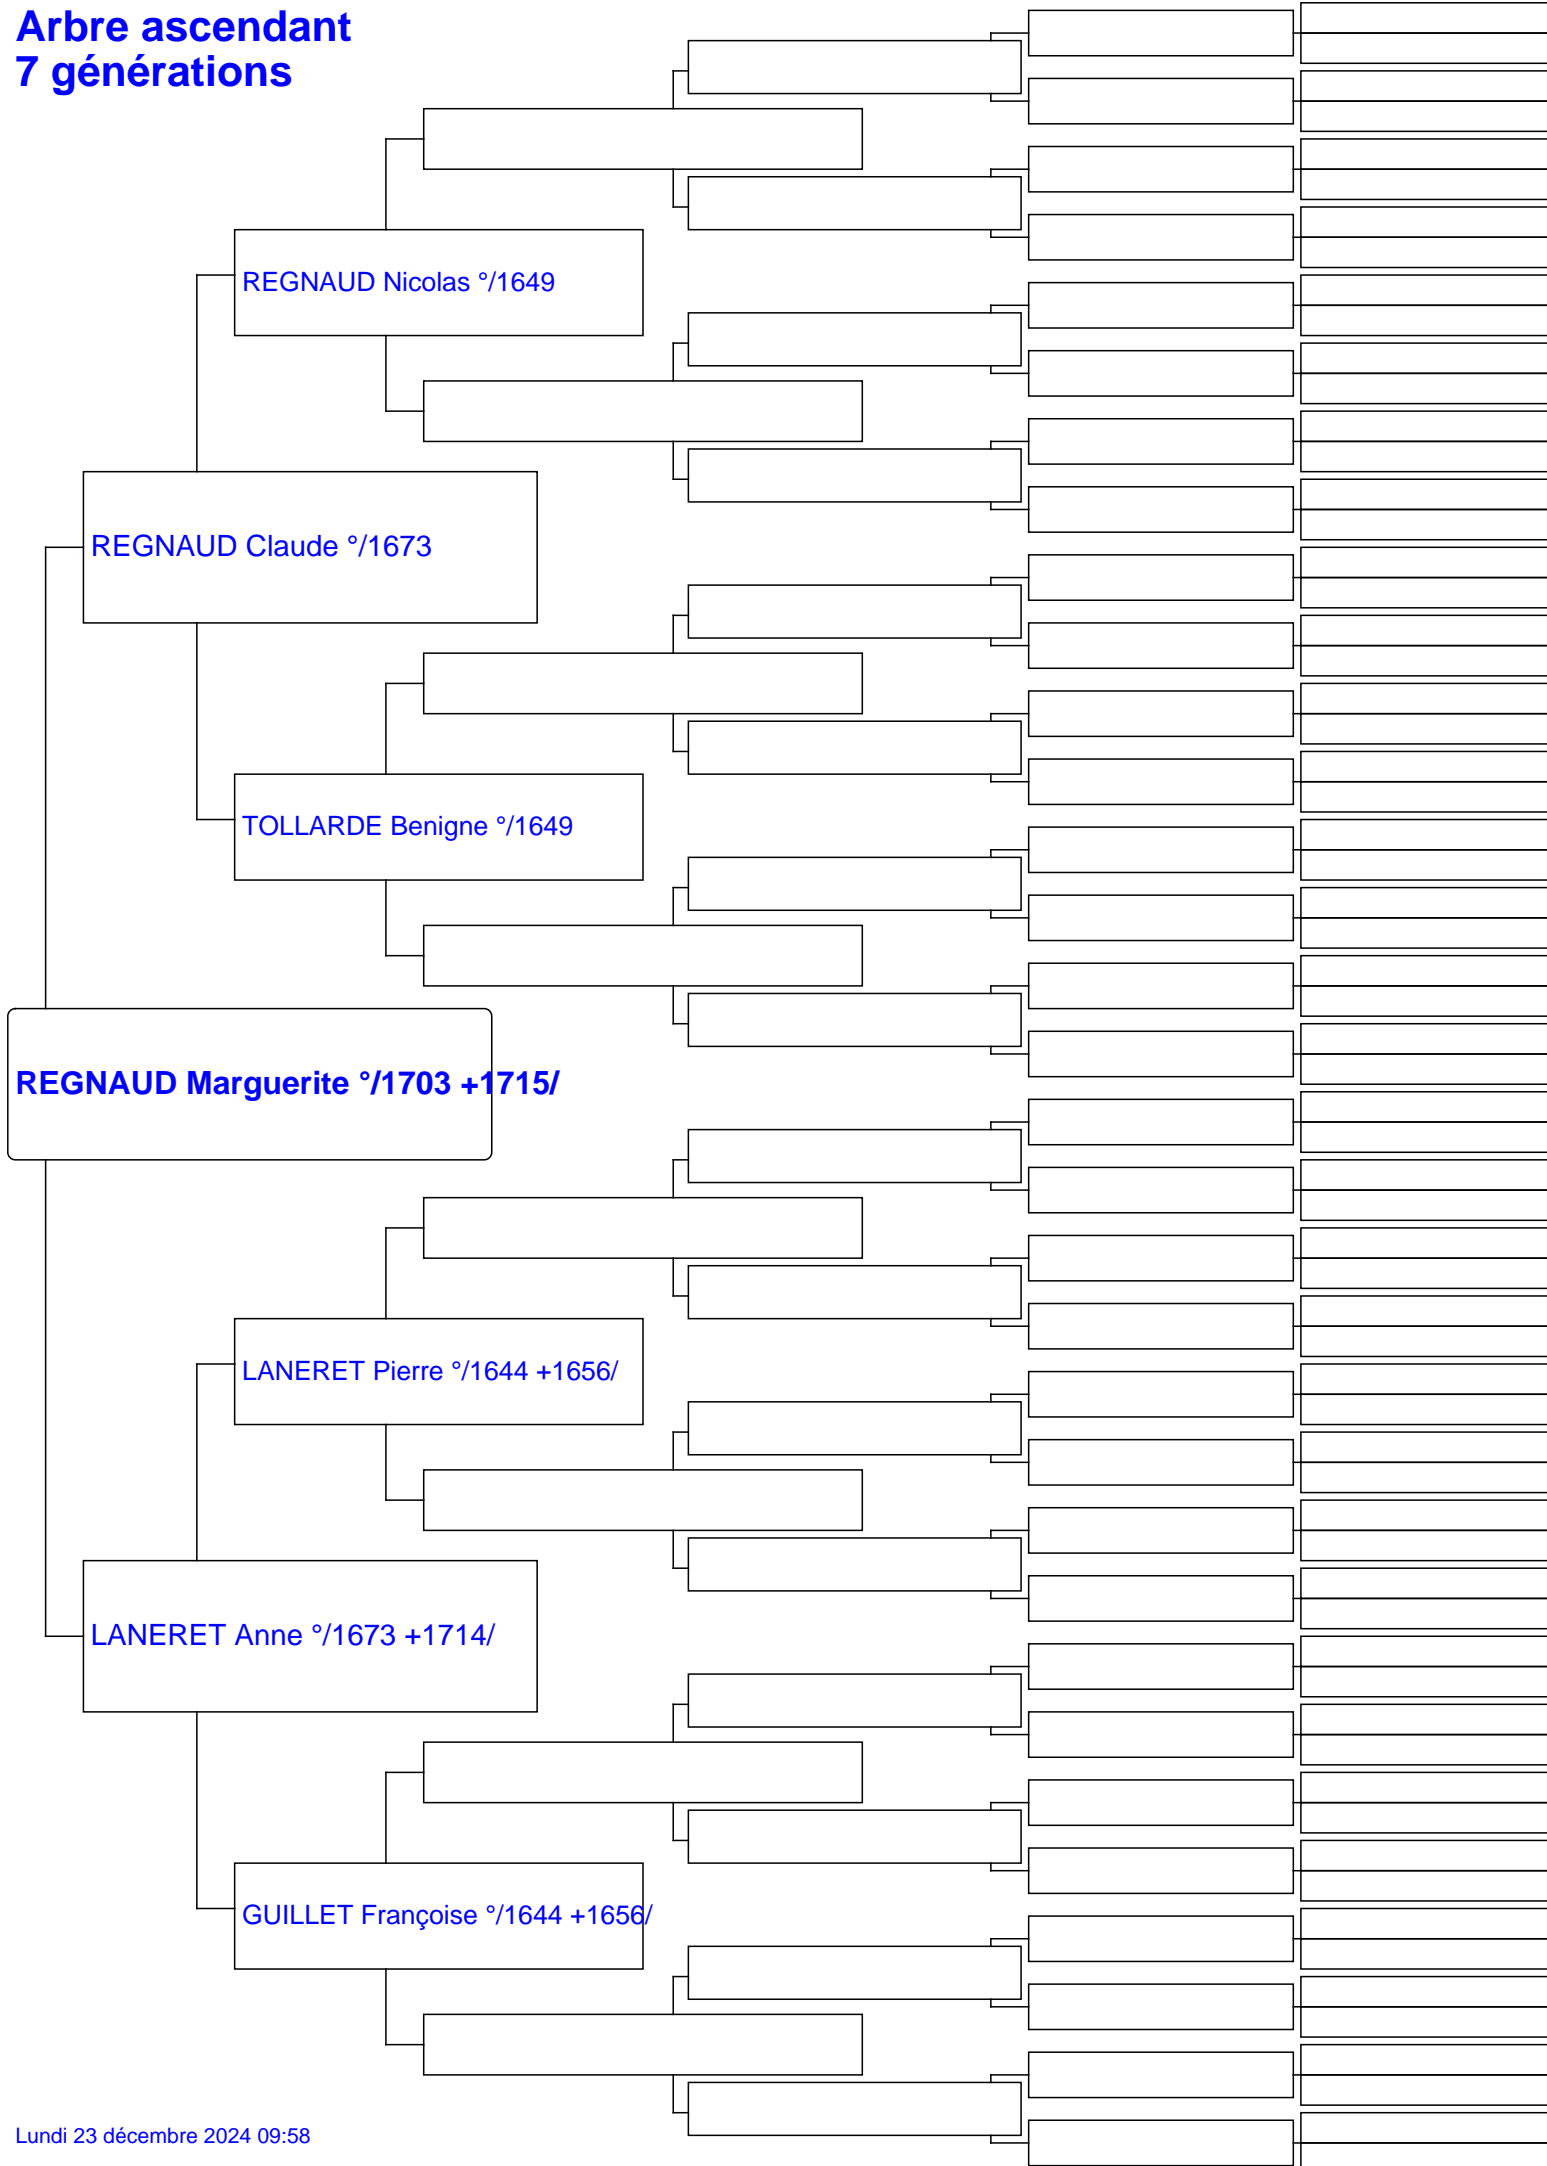 Arbre ascendant
7 générations
REGNAUD Nicolas °/1649
REGNAUD Claude °/1673
TOLLARDE Benigne °/1649
REGNAUD Marguerite °/1703 +1715/
LANERET Pierre °/1644 +1656/
LANERET Anne °/1673 +1714/
GUILLET Françoise °/1644 +1656/
Lundi 23 décembre 2024 09:58